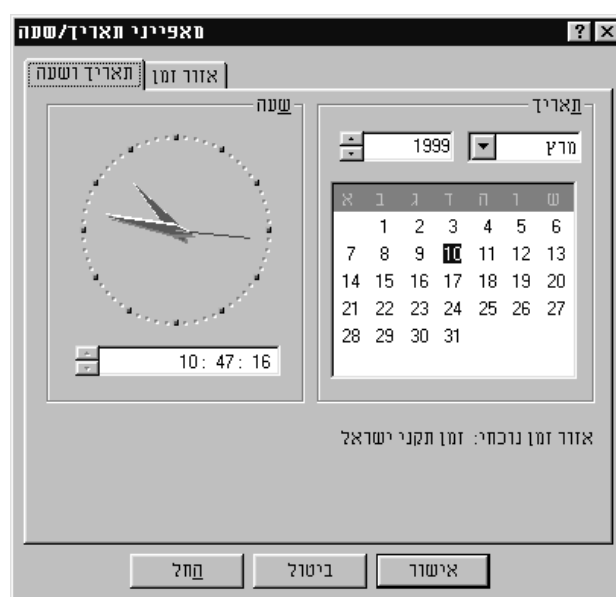 מאפייני תאריך/שעה
תאריך ושעה
אזור זמן
תאריך
שעה
מרץ
1999
א ב ג ד ה ו ש
1 2 3 4 5 6
7 8 9 10 11 12 13
14 15 16 17 18 19 20
21 22 23 24 25 26 27
28 29 30 31
10:47:16
אזור זמן נוכחי: זמן תקני ישראל
אישור
ביטול
החל